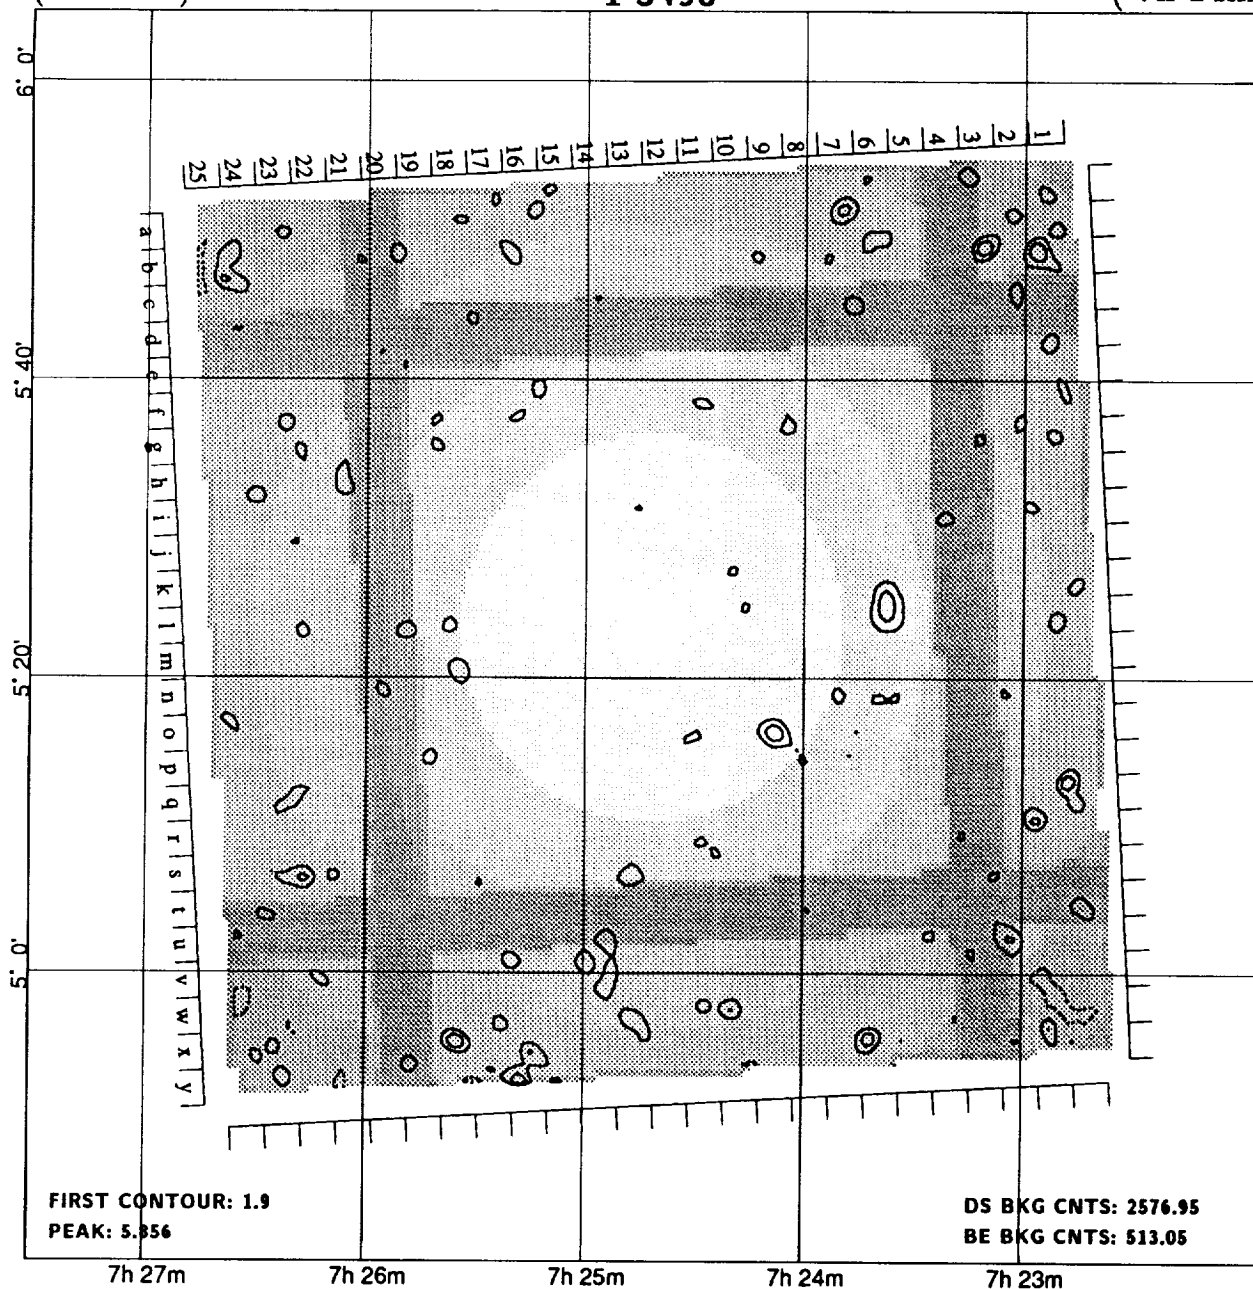 6° 0'
25 24 23 22 21 20 19 18 17 16 15 14 13 12 11 10 9 8 7 6 5 4 3 2 1
a b c d e f g h i j k l m n o p q r s t u v w x y
5° 40'
5° 20'
5° 0'
FIRST CONTOUR: 1.9
PEAK: 5.856
DS BKG CNTS: 2576.95
BE BKG CNTS: 513.05
7h 27m 7h 26m 7h 25m 7h 24m 7h 23m